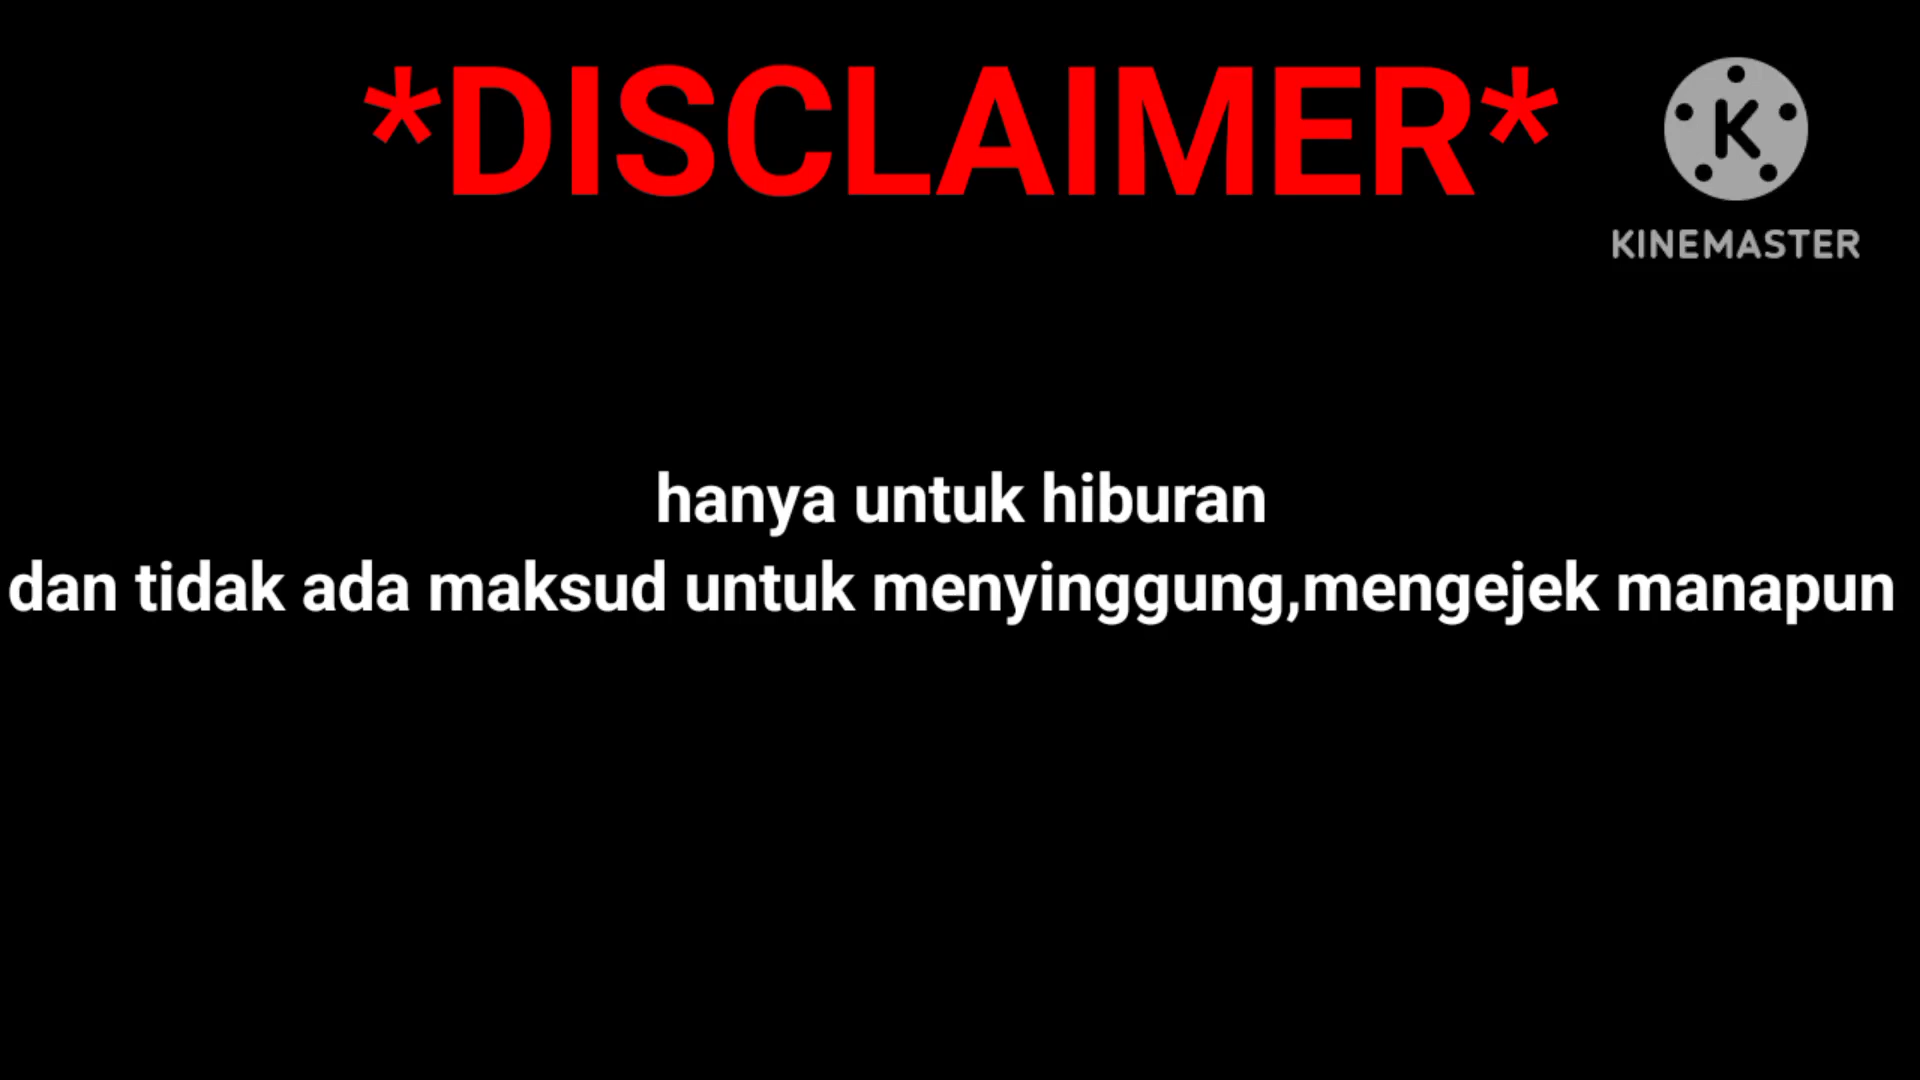 *DISCLAIMER*
K
KINEMASTER
hanya untuk hiburan
dan tidak ada maksud untuk menyinggung,mengejek manapun